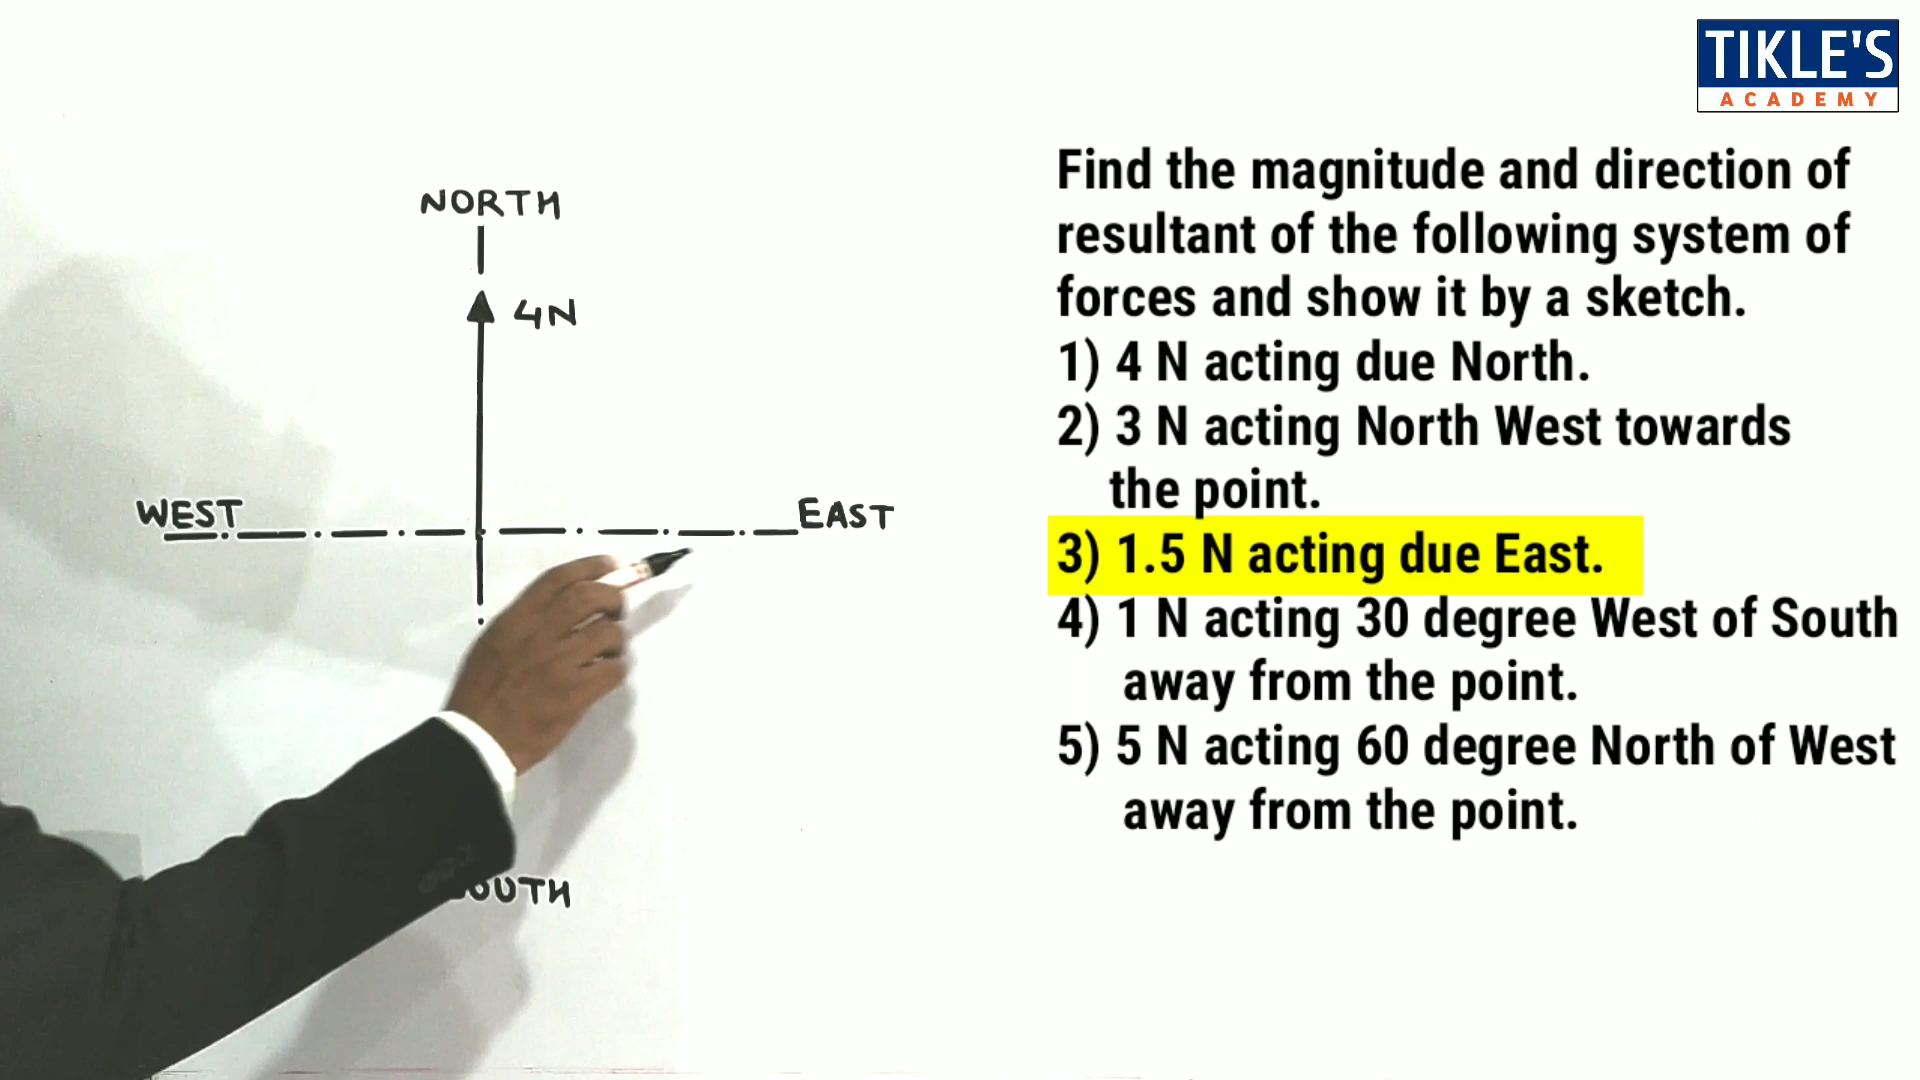 TIKLE'S
ACADEMY
Find the magnitude and direction of
resultant of the following system of
forces and show it by a sketch.
1) 4 N acting due North.
2) 3 N acting North West towards
the point.
3) 1.5 N acting due East.
4) 1 N acting 30 degree West of South
away from the point.
5) 5 N acting 60 degree North of West
away from the point.
NORTH
4N
WEST
EAST